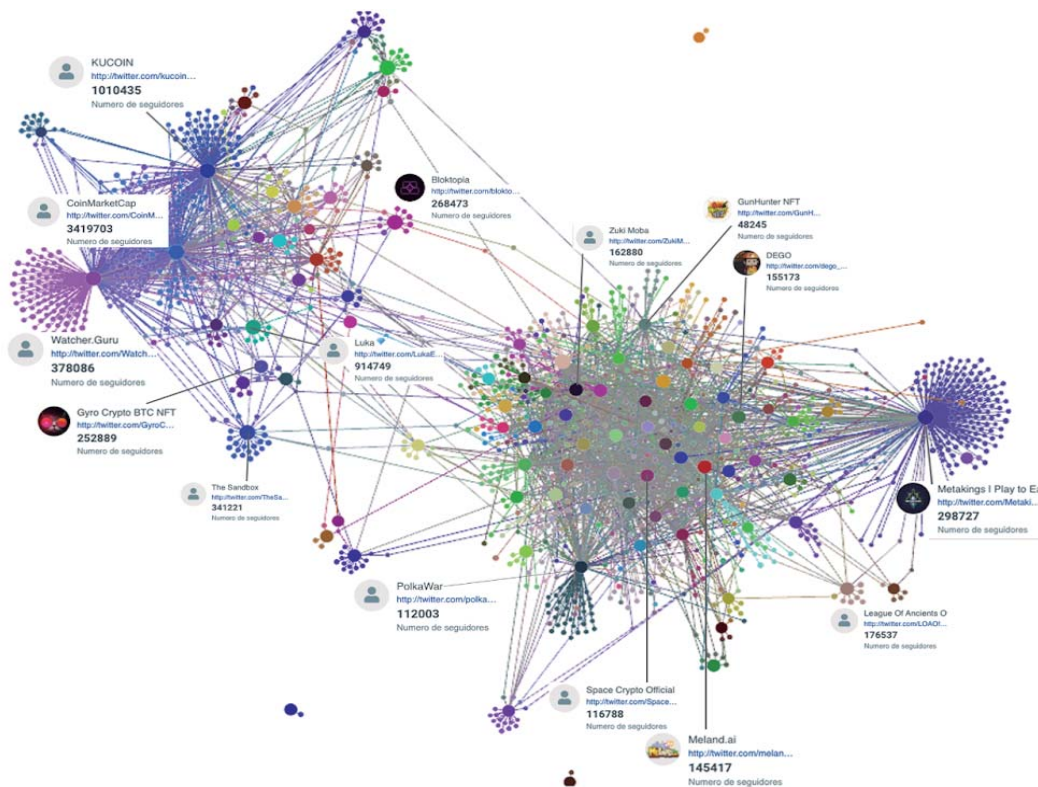 KUCOIN
http://twitter.com/kucoin...
1010435
Numero de seguidores
CoinMarketCap
http://twitter.com/CoinM...
3419703
Numero de seguidores
Bloktopia
http://twitter.com/blokto...
268473
Numero de seguidores
GunHunter NFT
http://twitter.com/GunH...
48245
Numero de seguidores
Zuki Moba
http://twitter.com/ZukiM...
162880
Numero de seguidores
DEGO
http://twitter.com/dego_...
155173
Numero de seguidores
Watcher.Guru
http://twitter.com/Watch...
378086
Numero de seguidores
Luka
http://twitter.com/LukaE...
914749
Numero de seguidores
Gyro Crypto BTC NFT
http://twitter.com/GyroC...
252889
Numero de seguidores
The Sandbox
http://twitter.com/TheSa...
341221
Numero de seguidores
Metakings | Play to Ea
http://twitter.com/Metaki...
298727
Numero de seguidores
PolkaWar
http://twitter.com/polka...
112003
Numero de seguidores
League Of Ancients O
http://twitter.com/LOAOf...
176537
Numero de seguidores
Space Crypto Official
http://twitter.com/Space...
116788
Numero de seguidores
Meland.ai
http://twitter.com/melan...
145417
Numero de seguidores